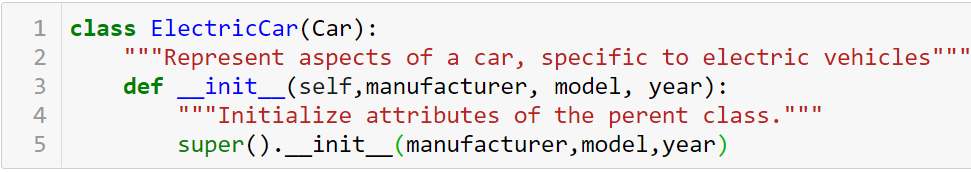 1 class ElectricCar(Car):
2     """Represent aspects of a car, specific to electric vehicles"""
3     def __init__(self,manufacturer, model, year):
4         """Initialize attributes of the perent class."""
5         super().__init__(manufacturer,model,year)